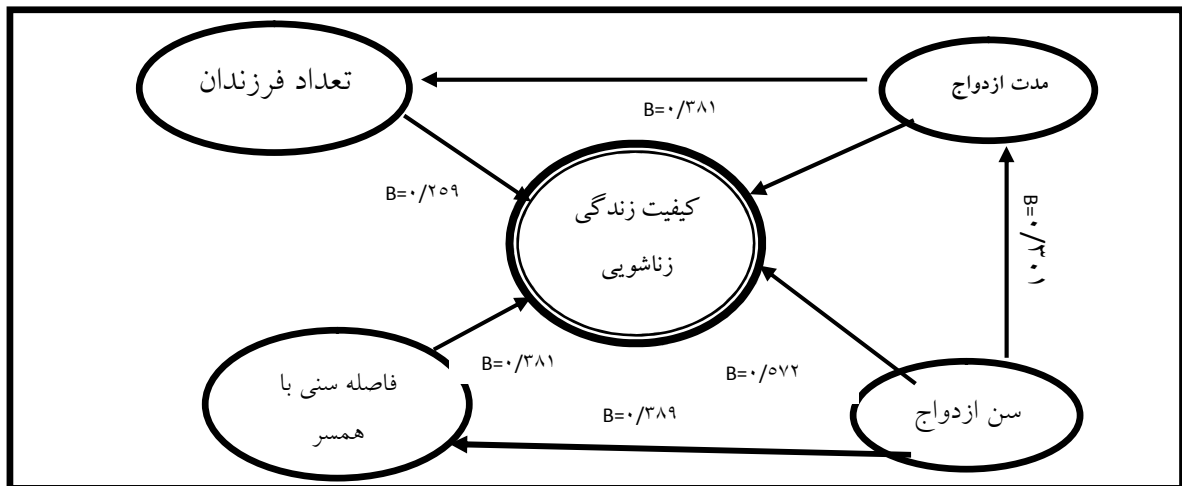 تعداد فرزندان
مدت ازدواج
B=۰/۳۸۱
B=۰/۲۵۹
کیفیت زندگی
زناشویی
B=۰/۳۰۱
B=۰/۳۸۱
B=۰/۵۷۲
فاصله سنی با
همسر
B=۰/۳۸۹
سن ازدواج